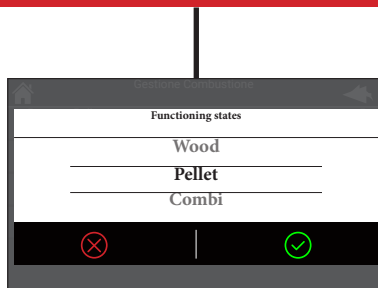 Gestione Combustione
Functioning states
Wood
Pellet
Combi